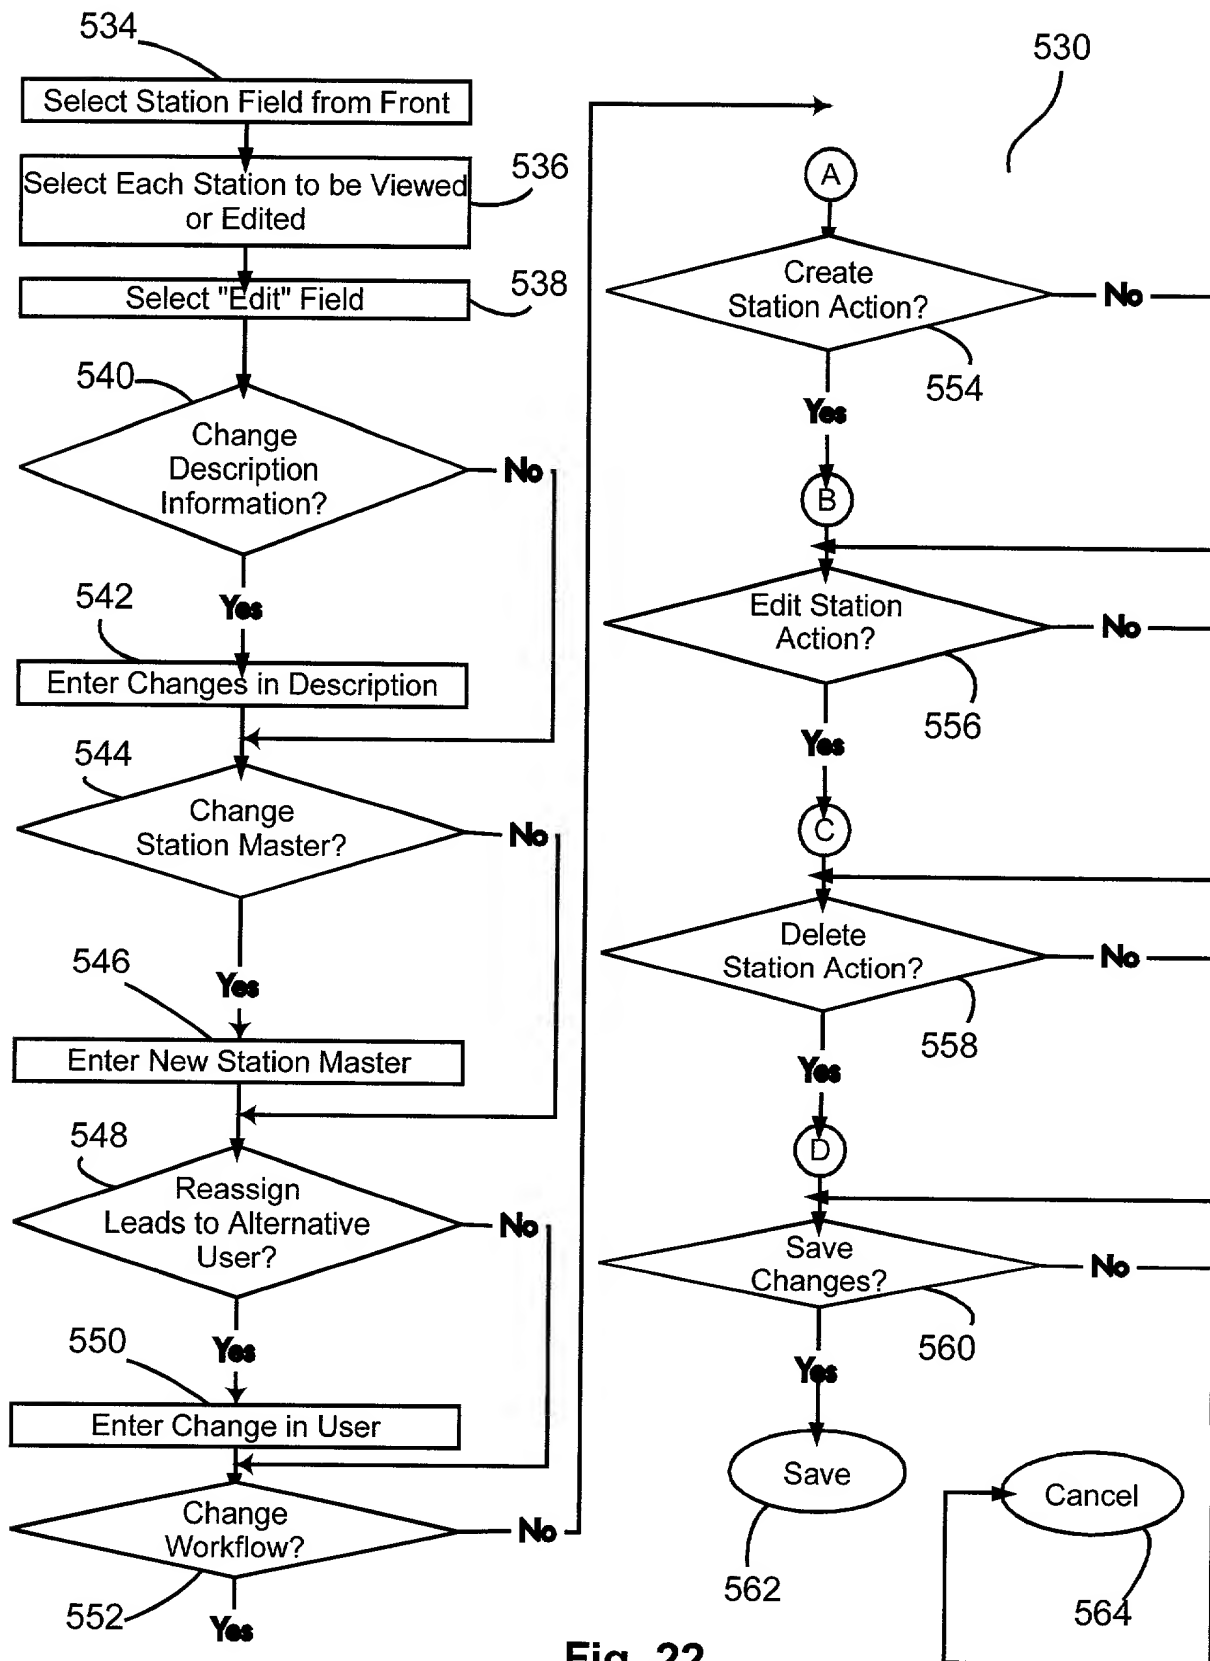 534
Select Station Field from Front
Select Each Station to be Viewed
or Edited
536
Select "Edit" Field
538
540
Change
Description
Information?
No
Yes
542
Enter Changes in Description
544
Change
Station Master?
No
Yes
546
Enter New Station Master
548
Reassign
Leads to Alternative
User?
No
Yes
550
Enter Change in User
Change
Workflow?
No
552
Yes
530
A
Create
Station Action?
No
554
Yes
B
Edit Station
Action?
No
556
Yes
C
Delete
Station Action?
No
558
Yes
D
Save
Changes?
No
560
Yes
Save
562
Cancel
564
Fig. 22